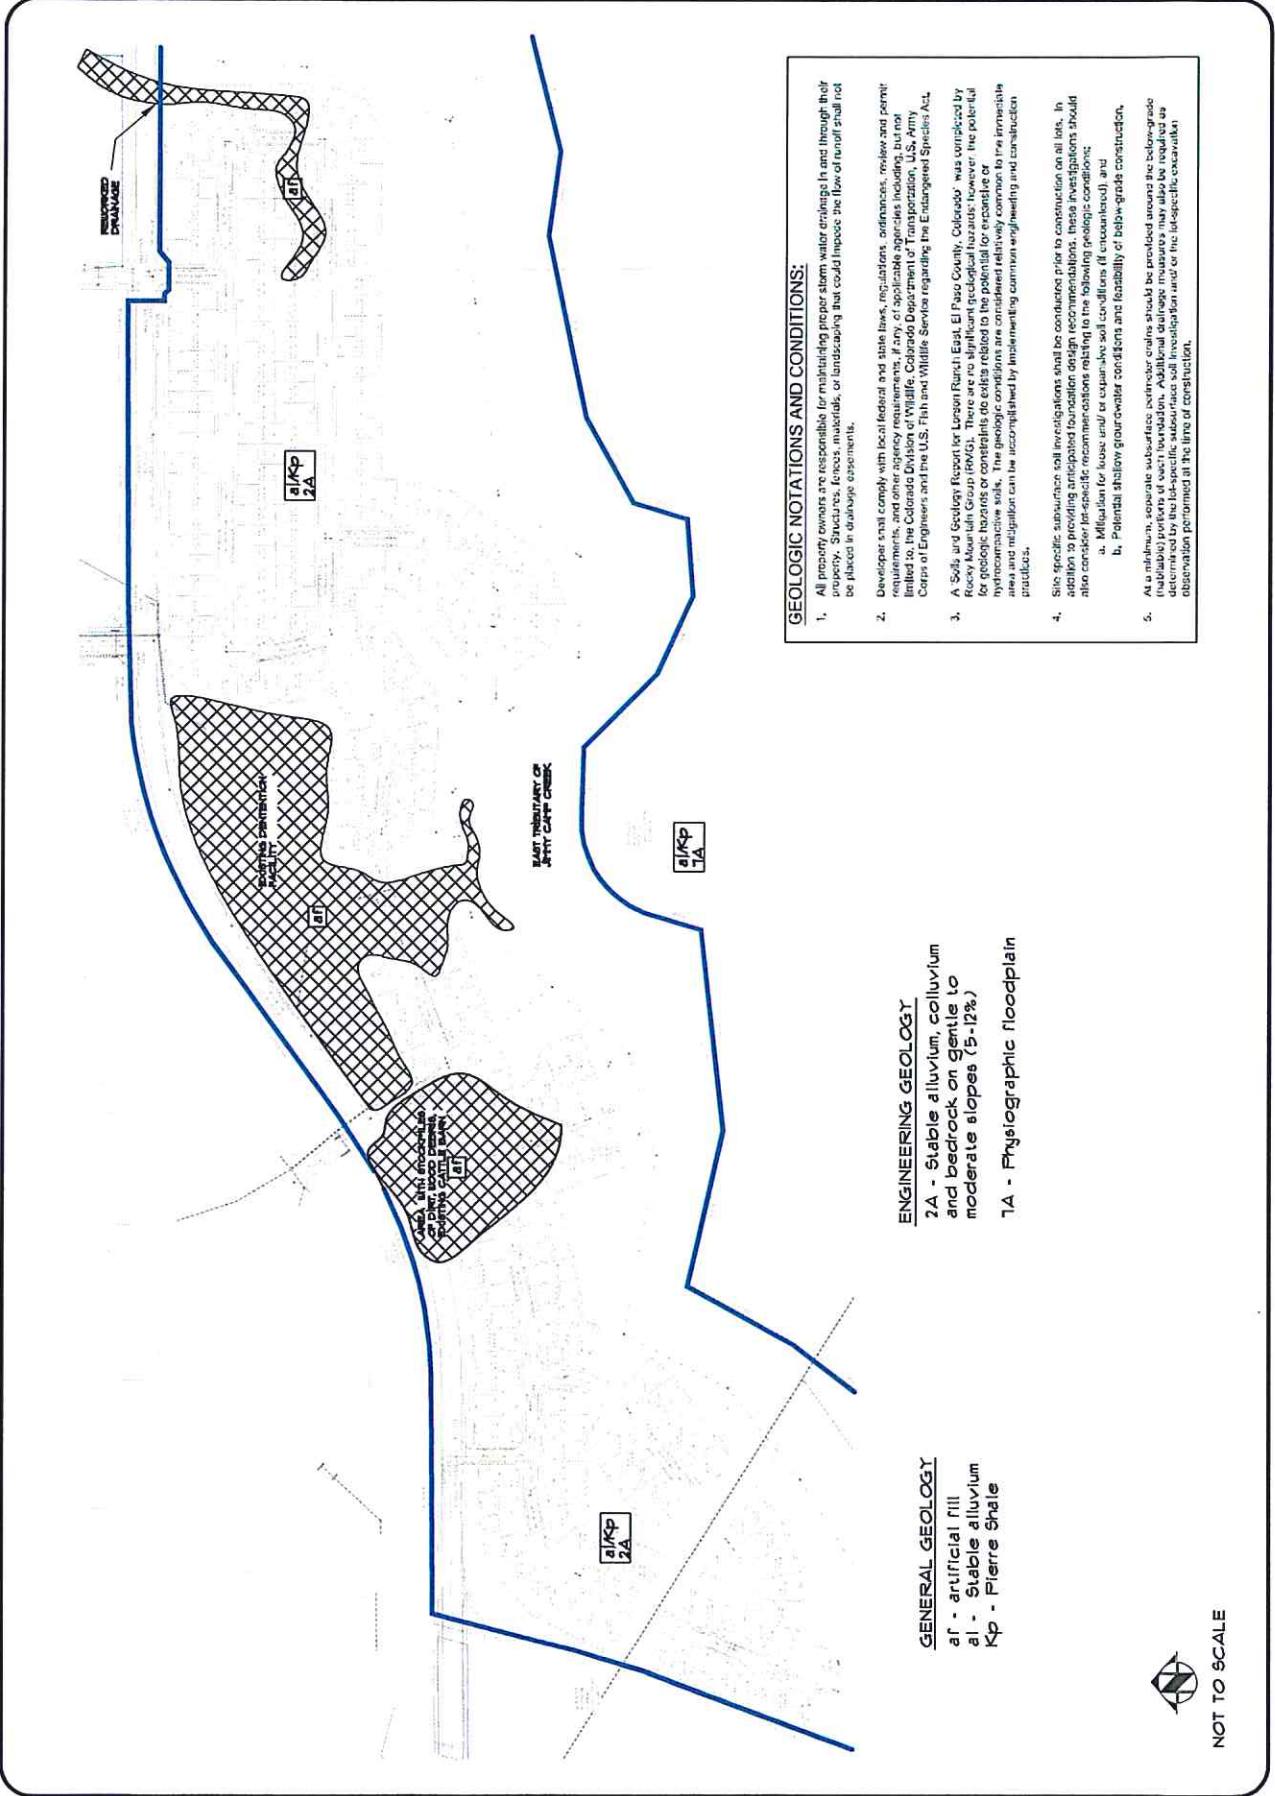 REWORKED
DRAINAGE
af
al/Kp
2A
EXISTING DENTENTION
FACILITY
af
EAST TRIBUTARY OF
JIMMY CAMP CREEK
al/Kp
7A
AREA WITH STOCKPILES
OF DIRT, WOOD DEBRIS,
EXISTING CATTLE BARN
af
al/Kp
2A
GENERAL GEOLOGY
af - artificial fill
al - Stable alluvium
Kp - Pierre Shale
ENGINEERING GEOLOGY
2A - Stable alluvium, colluvium
and bedrock on gentle to
moderate slopes (5-12%)
7A - Physiographic floodplain
GEOLOGIC NOTATIONS AND CONDITIONS:
1. All property owners are responsible for maintaining proper storm water drainage in and through their
property. Structures, fences, materials, or landscaping that could impede the flow of runoff shall not
be placed in drainage easements.
2. Developer shall comply with local federal and state laws, regulations, ordinances, review and permit
requirements, and other agency requirements, if any, of applicable agencies including, but not
limited to, the Colorado Division of Wildlife, Colorado Department of Transportation, U.S. Army
Corps of Engineers and the U.S. Fish and Wildlife Service regarding the Endangered Species Act.
3. A "Soils and Geology Report for Lorson Ranch East, El Paso County, Colorado" was completed by
Rocky Mountain Group (RMG). There are no significant geological hazards; however, the potential
for geologic hazards or constraints do exists related to the potential for expansive or
hydrocompactive soils. The geologic conditions are considered relatively common to the immediate
area and mitigation can be accomplished by implementing common engineering and construction
practices.
4. Site specific subsurface soil investigations shall be conducted prior to construction on all lots. In
addition to providing anticipated foundation design recommendations, these investigations should
also consider lot-specific recommendations relating to the following geologic conditions:
a. Mitigation for loose and/ or expansive soil conditions (if encountered), and
b. Potential shallow groundwater conditions and feasibility of below-grade construction.
5. At a minimum, separate subsurface perimeter drains should be provided around the below-grade
(habitable) portions of each foundation. Additional drainage measures may also be required as
determined by the lot-specific subsurface soil investigation and/ or the lot-specific excavation
observation performed at the time of construction.
N
NOT TO SCALE